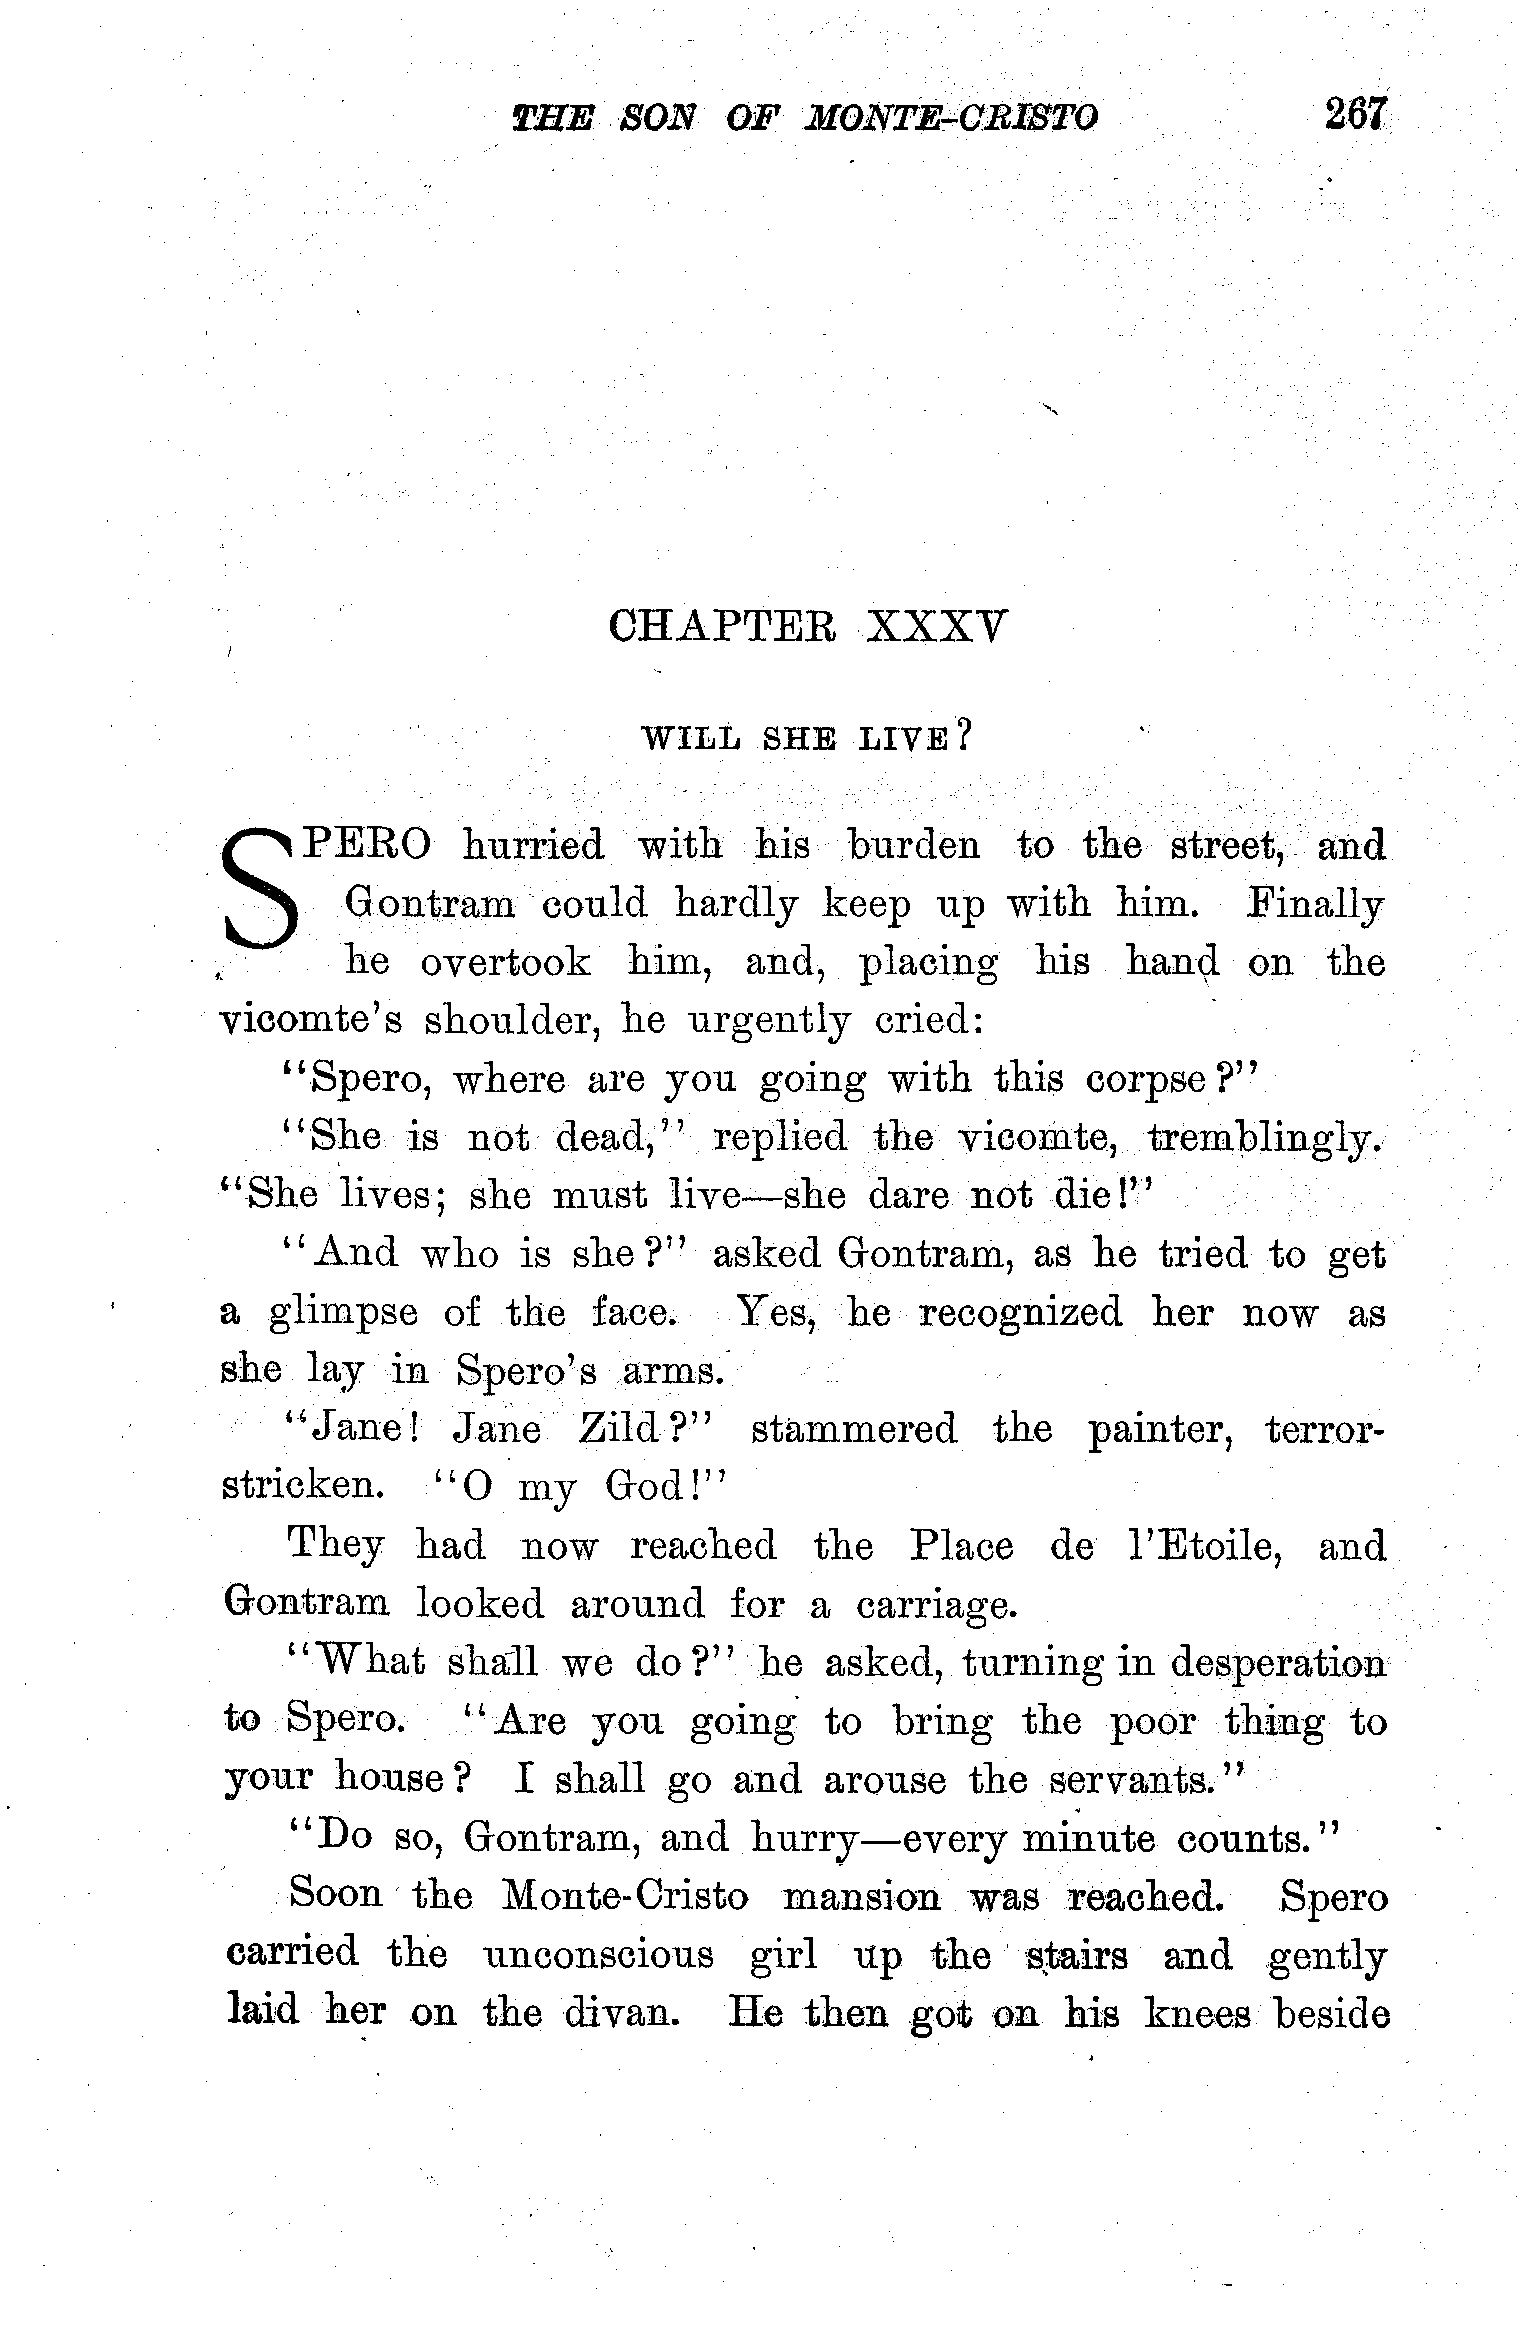 THE SON OF MONTE-CRISTO 267
CHAPTER XXXV
WILL SHE LIVE?
SPERO hurried with his burden to the street, and
Gontram could hardly keep up with him. Finally
he overtook him, and, placing his hand on the
vicomte's shoulder, he urgently cried:
"Spero, where are you going with this corpse?"
"She is not dead," replied the vicomte, tremblingly.
"She lives; she must live—she dare not die!"
"And who is she?" asked Gontram, as he tried to get
a glimpse of the face. Yes, he recognized her now as
she lay in Spero's arms.
"Jane! Jane Zild?" stammered the painter, terror-
stricken. "O my God!"
They had now reached the Place de l'Etoile, and
Gontram looked around for a carriage.
"What shall we do?" he asked, turning in desperation
to Spero. "Are you going to bring the poor thing to
your house? I shall go and arouse the servants."
"Do so, Gontram, and hurry—every minute counts."
Soon the Monte-Cristo mansion was reached. Spero
carried the unconscious girl up the stairs and gently
laid her on the divan. He then got on his knees beside